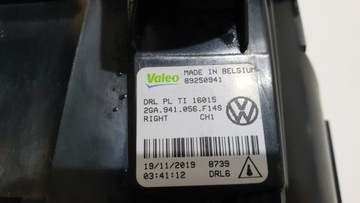 Valeo MADE IN BELGIUM
89250941
DRL PL TI 16015
2GA.941.056.F14S
RIGHT CH1
19/11/2019 8739
03:41:12 DRL6